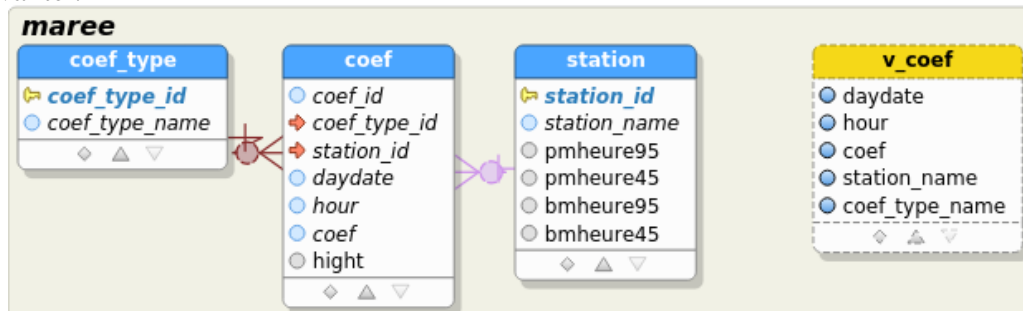 maree
coef_type
coef_type_id
coef_type_name
coef
coef_id
coef_type_id
station_id
daydate
hour
coef
hight
station
station_id
station_name
pmheure95
pmheure45
bmheure95
bmheure45
v_coef
daydate
hour
coef
station_name
coef_type_name